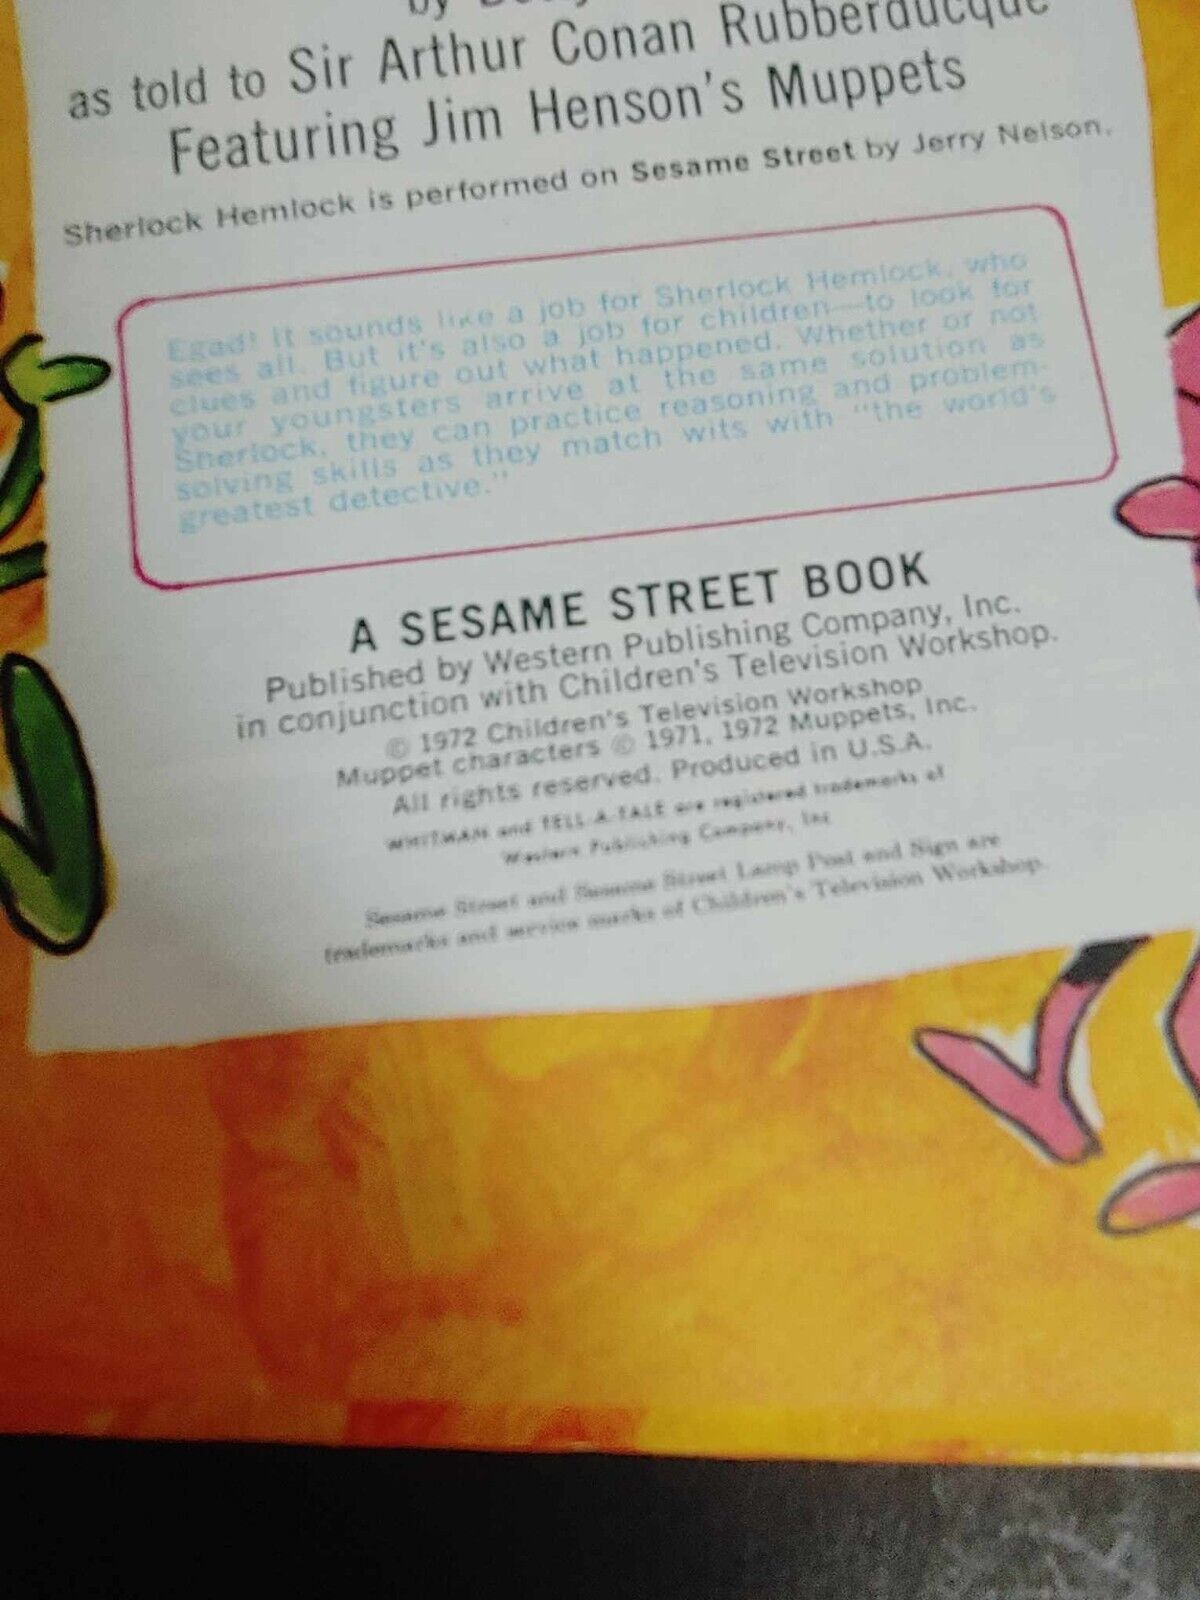 by
as told to Sir Arthur Conan Rubberducque
Featuring Jim Henson's Muppets
Sherlock Hemlock is performed on Sesame Street by Jerry Nelson.
Egad! It sounds like a job for Sherlock Hemlock, who
sees all. But it's also a job for children—to look for
clues and figure out what happened. Whether or not
your youngsters arrive at the same solution as
Sherlock, they can practice reasoning and problem-
solving skills as they match wits with "the world's
greatest detective."
A SESAME STREET BOOK
Published by Western Publishing Company, Inc.
in conjunction with Children's Television Workshop.
© 1972 Children's Television Workshop
Muppet characters © 1971, 1972 Muppets, Inc.
All rights reserved. Produced in U.S.A.
WHITMAN and TELL-A-TALE are registered trademarks of
Western Publishing Company, Inc
Sesame Street and Sesame Street Lamp Post and Sign are
trademarks and service marks of Children's Television Workshop.